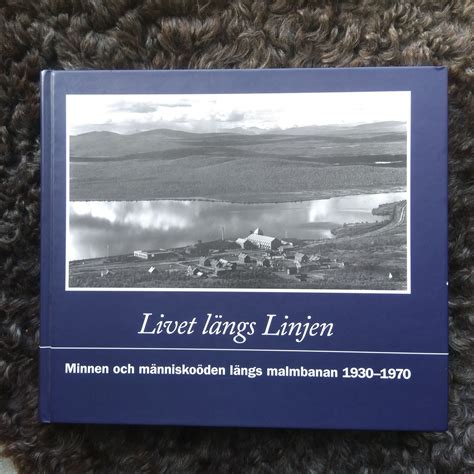 Livet längs Linjen
Minnen och människoöden längs malmbanan 1930–1970